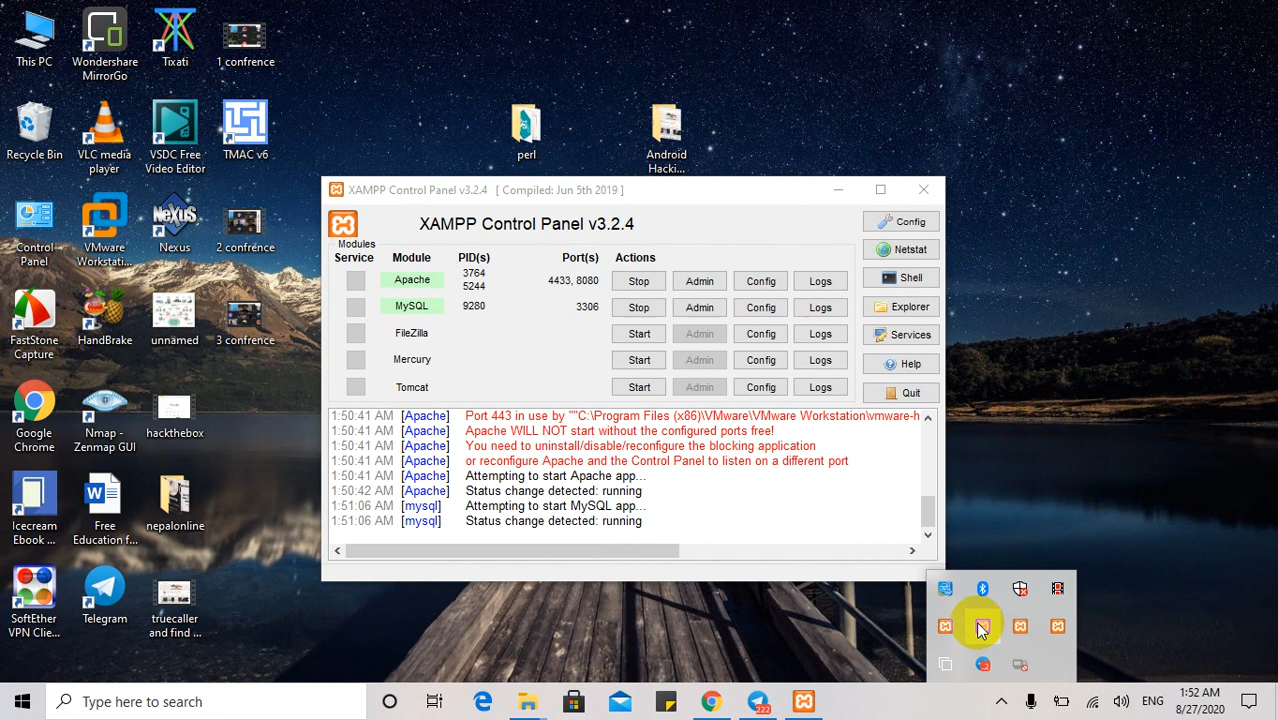 This PC
Wondershare
MirrorGo
Tixati
1 confrence
Recycle Bin
VLC media
player
VSDC Free
Video Editor
TMAC v6
perl
Android
Hacki...
Control
Panel
VMware
Workstati...
Nexus
2 confrence
FastStone
Capture
HandBrake
unnamed
3 confrence
Google
Chrome
Nmap -
Zenmap GUI
hackthebox
Icecream
Ebook ...
Free
Education f...
nepalonline
SoftEther
VPN Clie...
Telegram
truecaller
and find ...
XAMPP Control Panel v3.2.4 [ Compiled: Jun 5th 2019 ]
XAMPP Control Panel v3.2.4
Config
Modules
Service Module PID(s) Port(s) Actions
Netstat
Apache 3764
5244 4433, 8080 Stop Admin Config Logs
Shell
MySQL 9280 3306 Stop Admin Config Logs
Explorer
FileZilla Start Admin Config Logs
Services
Mercury Start Admin Config Logs
Help
Tomcat Start Admin Config Logs
Quit
1:50:41 AM [Apache] Port 443 in use by ""C:\Program Files (x86)\VMware\VMware Workstation\vmware-h
1:50:41 AM [Apache] Apache WILL NOT start without the configured ports free!
1:50:41 AM [Apache] You need to uninstall/disable/reconfigure the blocking application
1:50:41 AM [Apache] or reconfigure Apache and the Control Panel to listen on a different port
1:50:41 AM [Apache] Attempting to start Apache app...
1:50:42 AM [Apache] Status change detected: running
1:51:06 AM [mysql] Attempting to start MySQL app...
1:51:06 AM [mysql] Status change detected: running
Type here to search
222
ENG
1:52 AM
8/27/2020